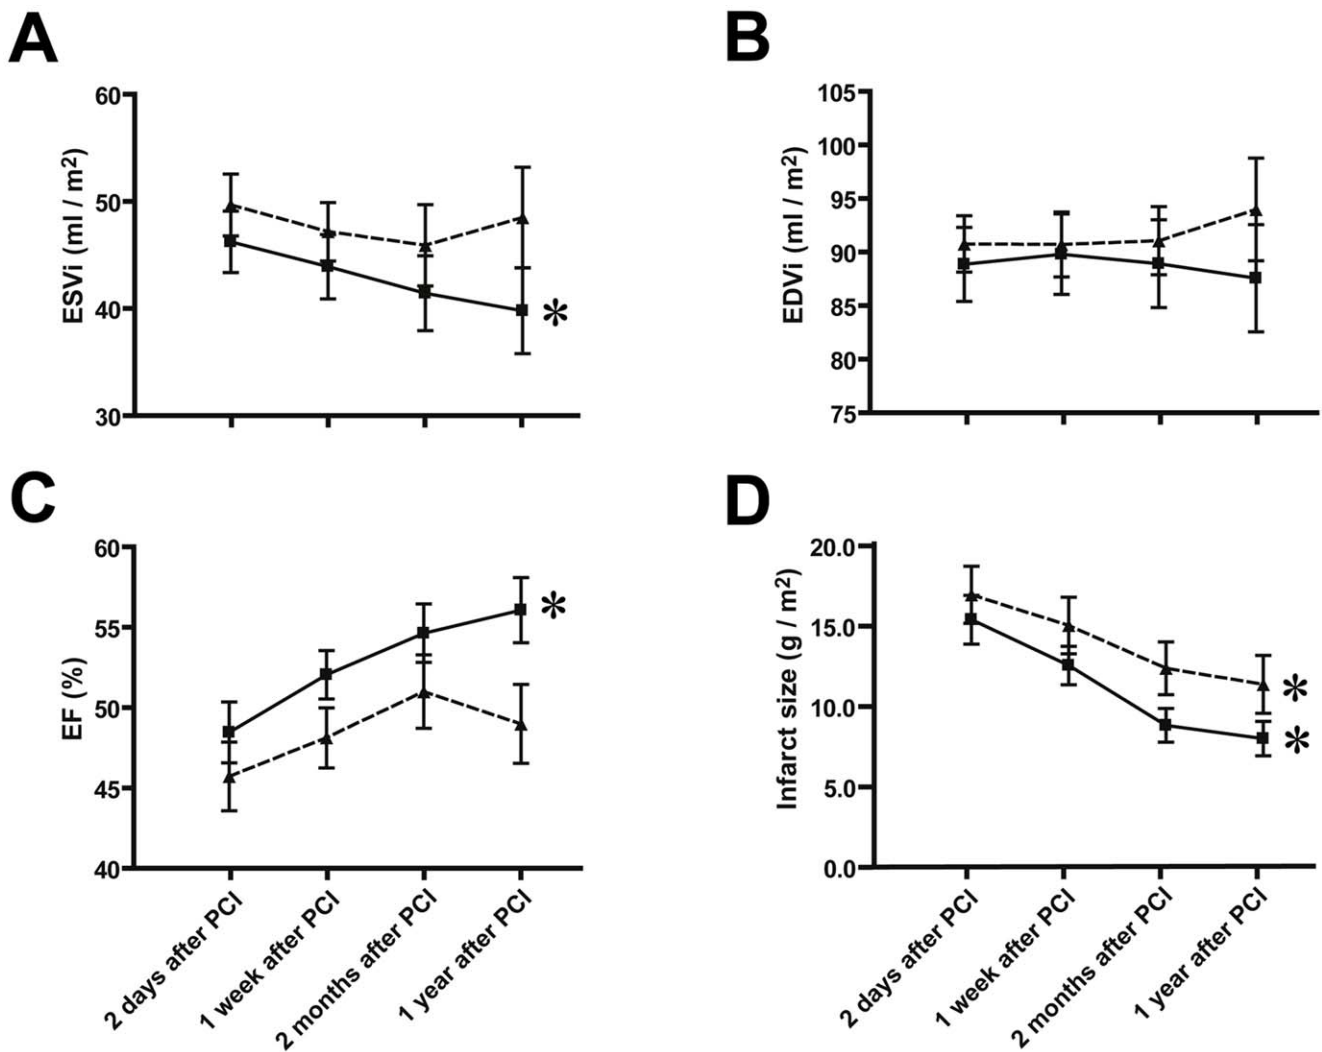 A
ESVi (ml / m²)
60
50
40
30
*
B
EDVi (ml / m²)
105
100
95
90
85
80
75
C
EF (%)
60
55
50
45
40
*
2 days after PCI
1 week after PCI
2 months after PCI
1 year after PCI
D
Infarct size (g / m²)
20.0
15.0
10.0
5.0
0.0
*
*
2 days after PCI
1 week after PCI
2 months after PCI
1 year after PCI